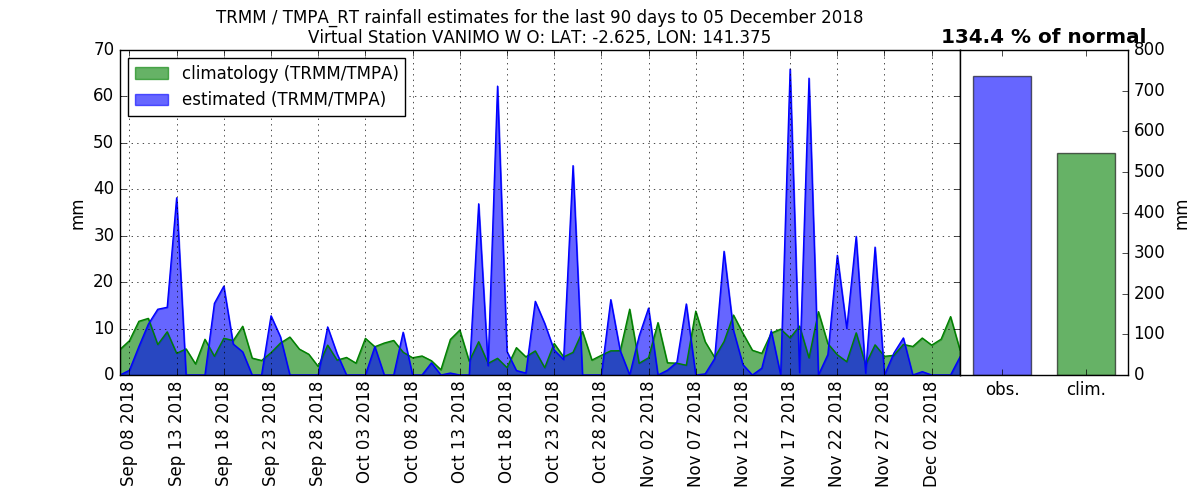 TRMM / TMPA_RT rainfall estimates for the last 90 days to 05 December 2018
Virtual Station VANIMO W O: LAT: -2.625, LON: 141.375
134.4 % of normal
climatology (TRMM/TMPA)
estimated (TRMM/TMPA)
70
60
50
40
30
20
10
0
mm
Sep 08 2018
Sep 13 2018
Sep 18 2018
Sep 23 2018
Sep 28 2018
Oct 03 2018
Oct 08 2018
Oct 13 2018
Oct 18 2018
Oct 23 2018
Oct 28 2018
Nov 02 2018
Nov 07 2018
Nov 12 2018
Nov 17 2018
Nov 22 2018
Nov 27 2018
Dec 02 2018
obs.
clim.
800
700
600
500
400
300
200
100
0
mm